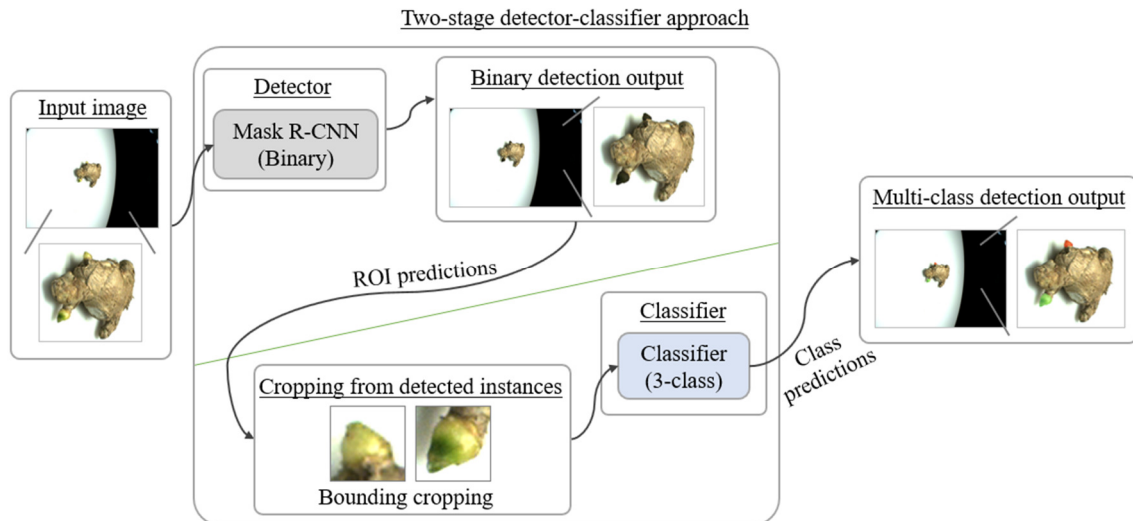 Two-stage detector-classifier approach
Input image
Detector
Mask R-CNN
(Binary)
Binary detection output
ROI predictions
Cropping from detected instances
Bounding cropping
Classifier
Classifier
(3-class)
Class
predictions
Multi-class detection output